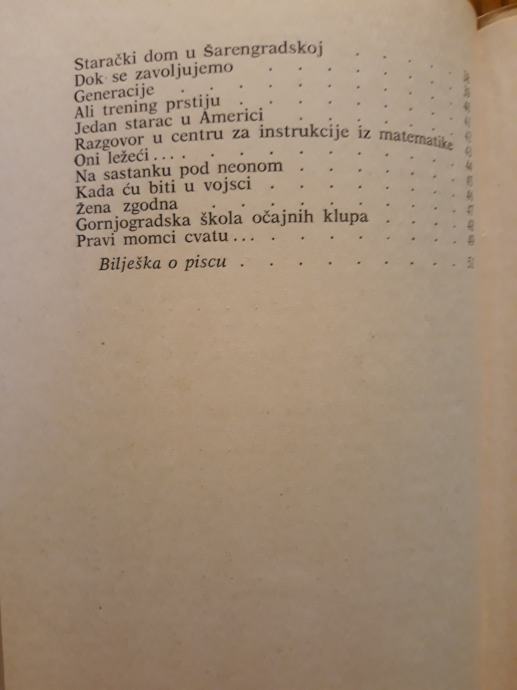 Starački dom u Šarengradskoj . . . .
Dok se zavoljujemo . . . . . .
Generacije . . . . . . . .
Ali trening prstiju . . . . . .
Jedan starac u Americi . . . . .
Razgovor u centru za instrukcije iz matematike
Oni ležeći... . . . . . . .
Na sastanku pod neonom . . . . . .
Kada ću biti u vojsci . . . . . .
Žena zgodna . . . . . . . . 47
Gornjogradska škola očajnih klupa . . . .
Pravi momci cvatu... . . . . . .
Bilješka o piscu . . . . . . . 51